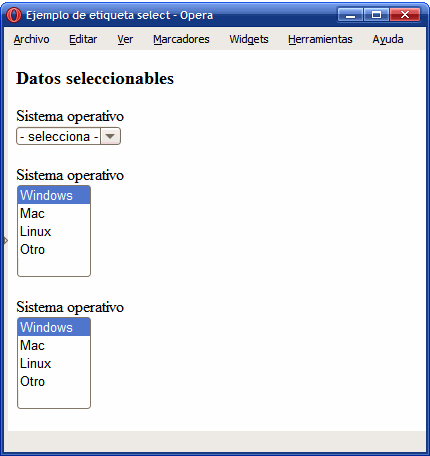 Ejemplo de etiqueta select - Opera
Archivo Editar Ver Marcadores Widgets Herramientas Ayuda
Datos seleccionables
Sistema operativo
- selecciona -
Sistema operativo
Windows
Mac
Linux
Otro
Sistema operativo
Windows
Mac
Linux
Otro